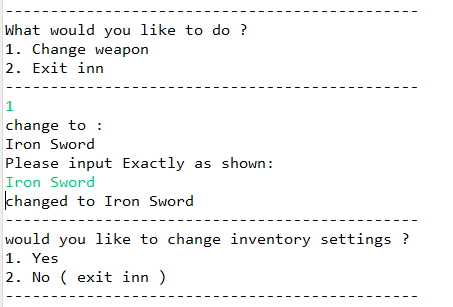 ------------------------------------------
What would you like to do ?
1. Change weapon
2. Exit inn
------------------------------------------
1
change to :
Iron Sword
Please input Exactly as shown:
Iron Sword
changed to Iron Sword
------------------------------------------
would you like to change inventory settings ?
1. Yes
2. No ( exit inn )
------------------------------------------